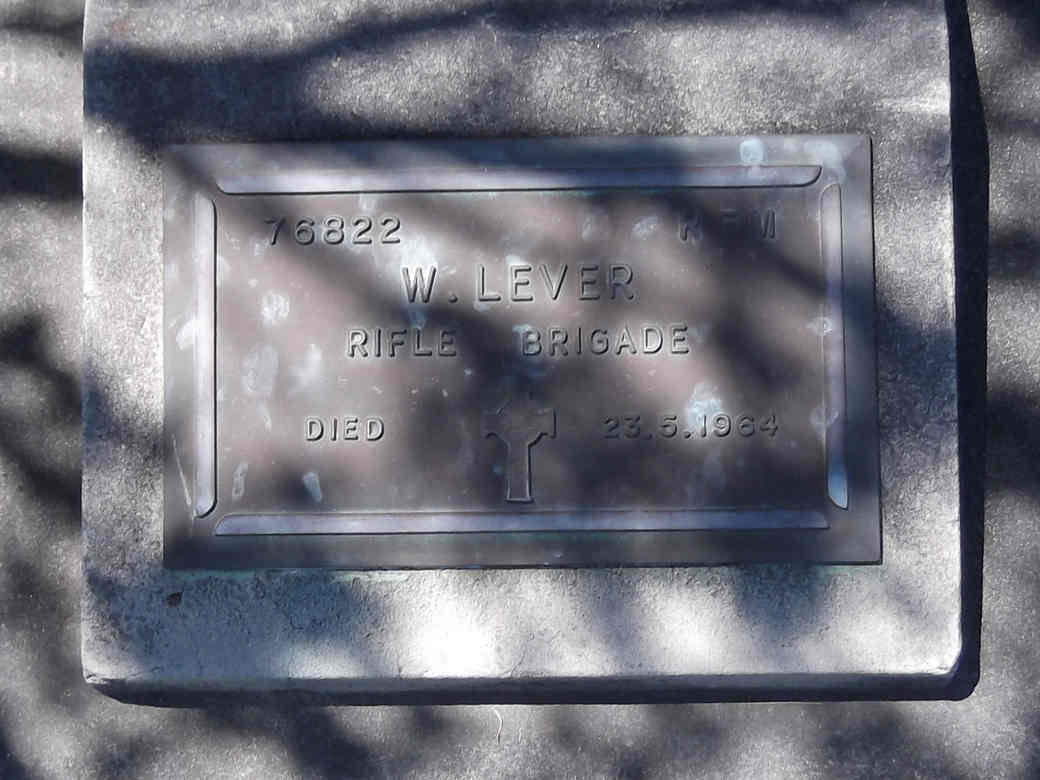 76822 RFM
W. LEVER
RIFLE BRIGADE
DIED 23.5.1964